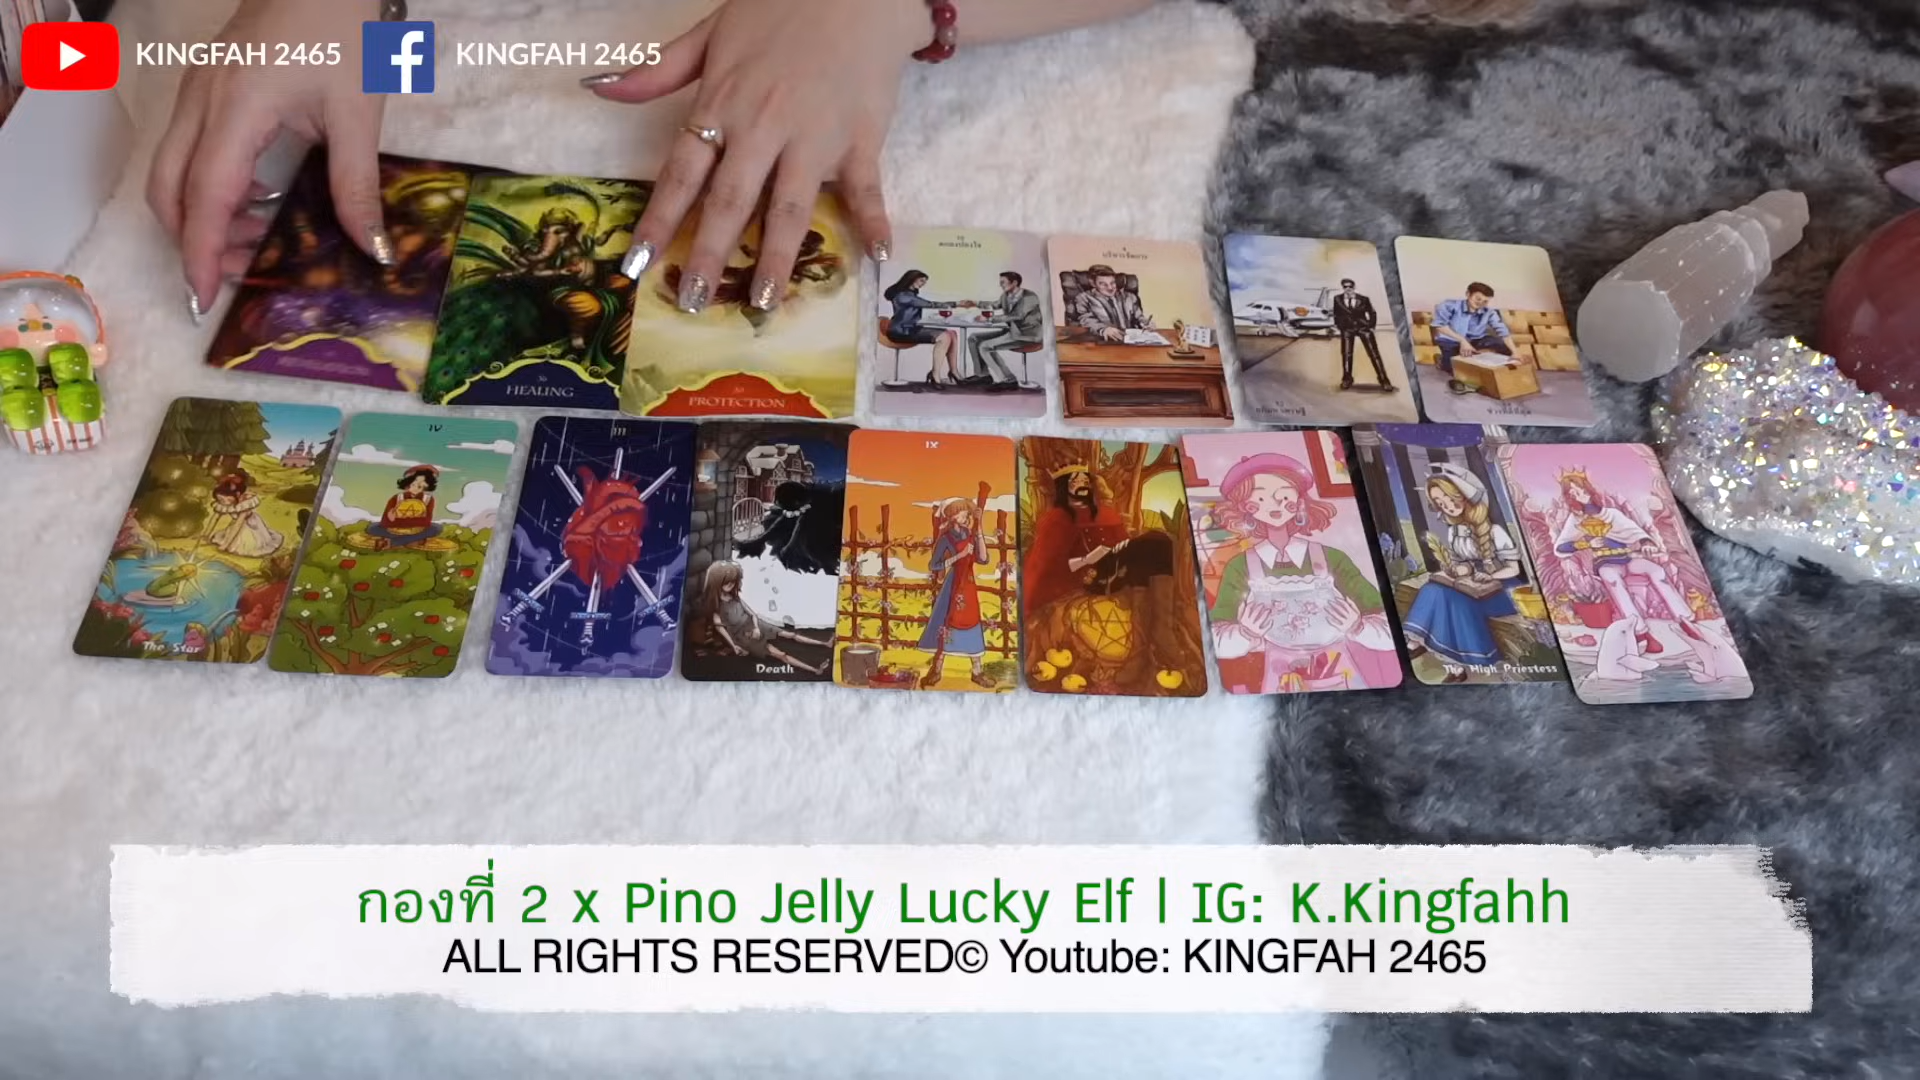 KINGFAH 2465
KINGFAH 2465
HEALING
PROTECTION
IV
III
IX
The Star
Death
The High Priestess
กองที่ 2 x Pino Jelly Lucky Elf | IG: K.Kingfahh
ALL RIGHTS RESERVED© Youtube: KINGFAH 2465